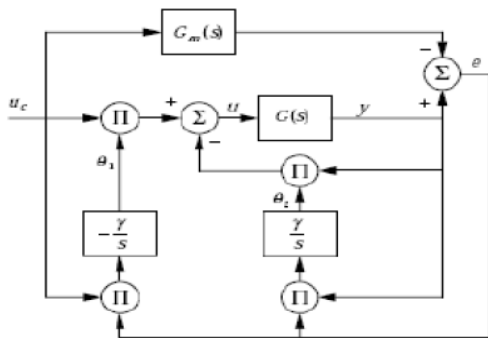 G_m(s)
−
Σ e
u_c Π + Σ u G(s) y +
−
Π
θ_1
θ_2
−γ/s γ/s
Π Π